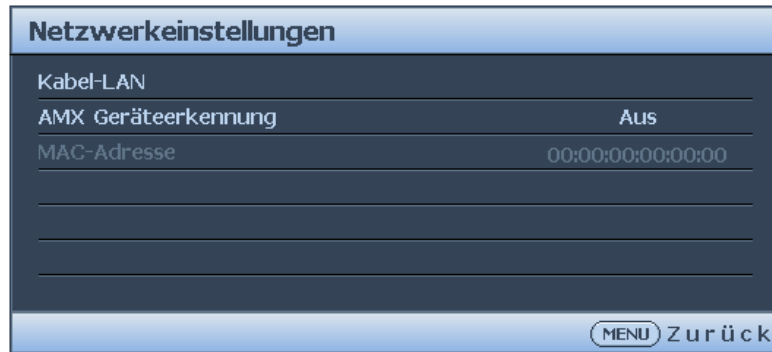 Netzwerkeinstellungen
Kabel-LAN
AMX Geräteerkennung Aus
MAC-Adresse 00:00:00:00:00:00
MENU Zurück